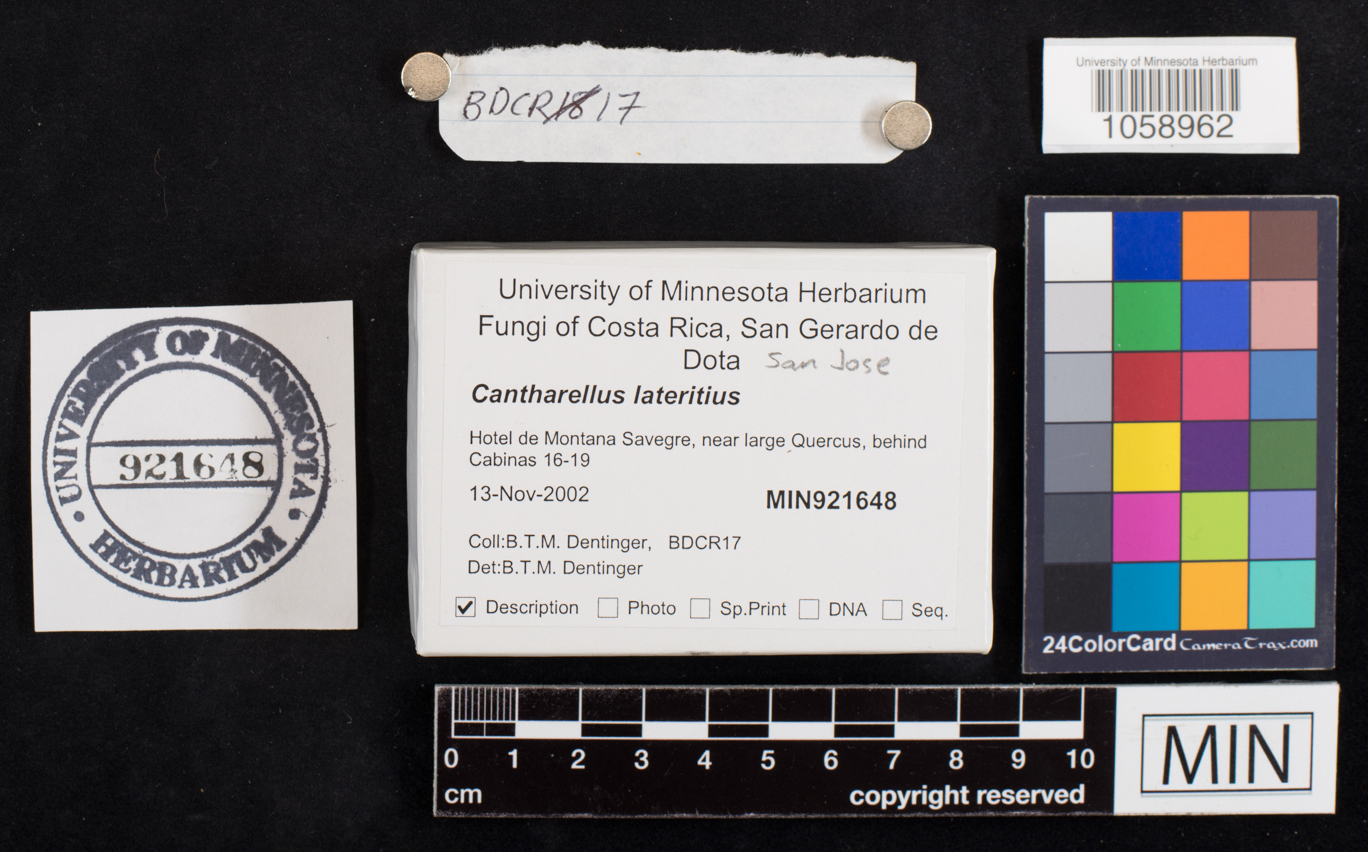 BDCR17
University of Minnesota Herbarium
1058962
University of Minnesota Herbarium
Fungi of Costa Rica, San Gerardo de
Dota San Jose
Cantharellus lateritius
Hotel de Montana Savegre, near large Quercus, behind
Cabinas 16-19
13-Nov-2002 MIN921648
Coll:B.T.M. Dentinger, BDCR17
Det:B.T.M. Dentinger
Description Photo Sp.Print DNA Seq.
UNIVERSITY OF MINNESOTA
921648
HERBARIUM
24ColorCard CameraTrax.com
0 1 2 3 4 5 6 7 8 9 10
cm copyright reserved
MIN